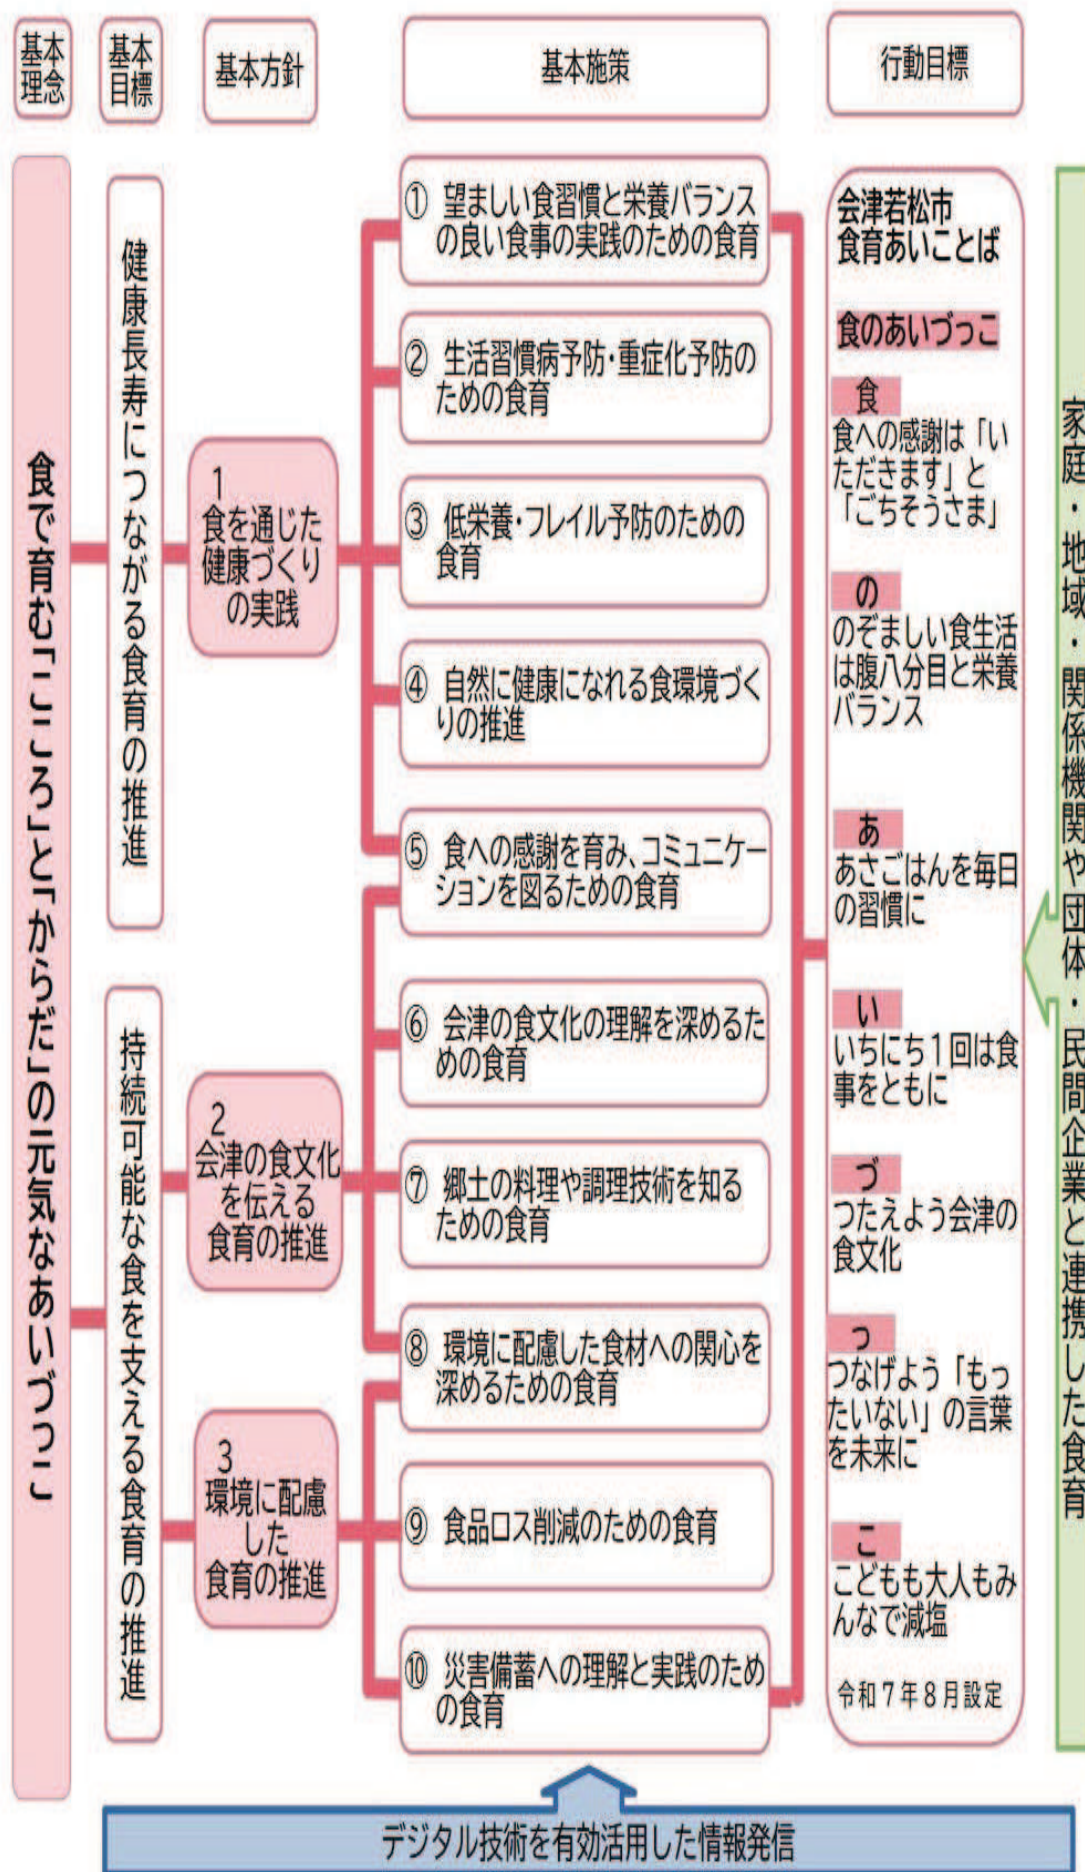 基本
理念
基本
目標
基本方針
基本施策
行動目標
食で育む「こころ」と「からだ」の元気なあいづっこ
健康長寿につながる食育の推進
持続可能な食を支える食育の推進
1
食を通じた
健康づくり
の実践
2
会津の食文化
を伝える
食育の推進
3
環境に配慮
した
食育の推進
① 望ましい食習慣と栄養バランス
の良い食事の実践のための食育
② 生活習慣病予防・重症化予防の
ための食育
③ 低栄養・フレイル予防のための
食育
④ 自然に健康になれる食環境づく
りの推進
⑤ 食への感謝を育み、コミュニケー
ションを図るための食育
⑥ 会津の食文化の理解を深めるた
めの食育
⑦ 郷土の料理や調理技術を知る
ための食育
⑧ 環境に配慮した食材への関心を
深めるための食育
⑨ 食品ロス削減のための食育
⑩ 災害備蓄への理解と実践のため
の食育
会津若松市
食育あいことば
食のあいづっこ
食
食への感謝は「い
ただきます」と
「ごちそうさま」
の
のぞましい食生活
は腹八分目と栄養
バランス
あ
あさごはんを毎日
の習慣に
い
いちにち１回は食
事をともに
づ
つたえよう会津の
食文化
っ
つなげよう「もっ
たいない」の言葉
を未来に
こ
こどもも大人もみ
んなで減塩
令和７年８月設定
家庭・地域・関係機関や団体・民間企業と連携した食育
デジタル技術を有効活用した情報発信